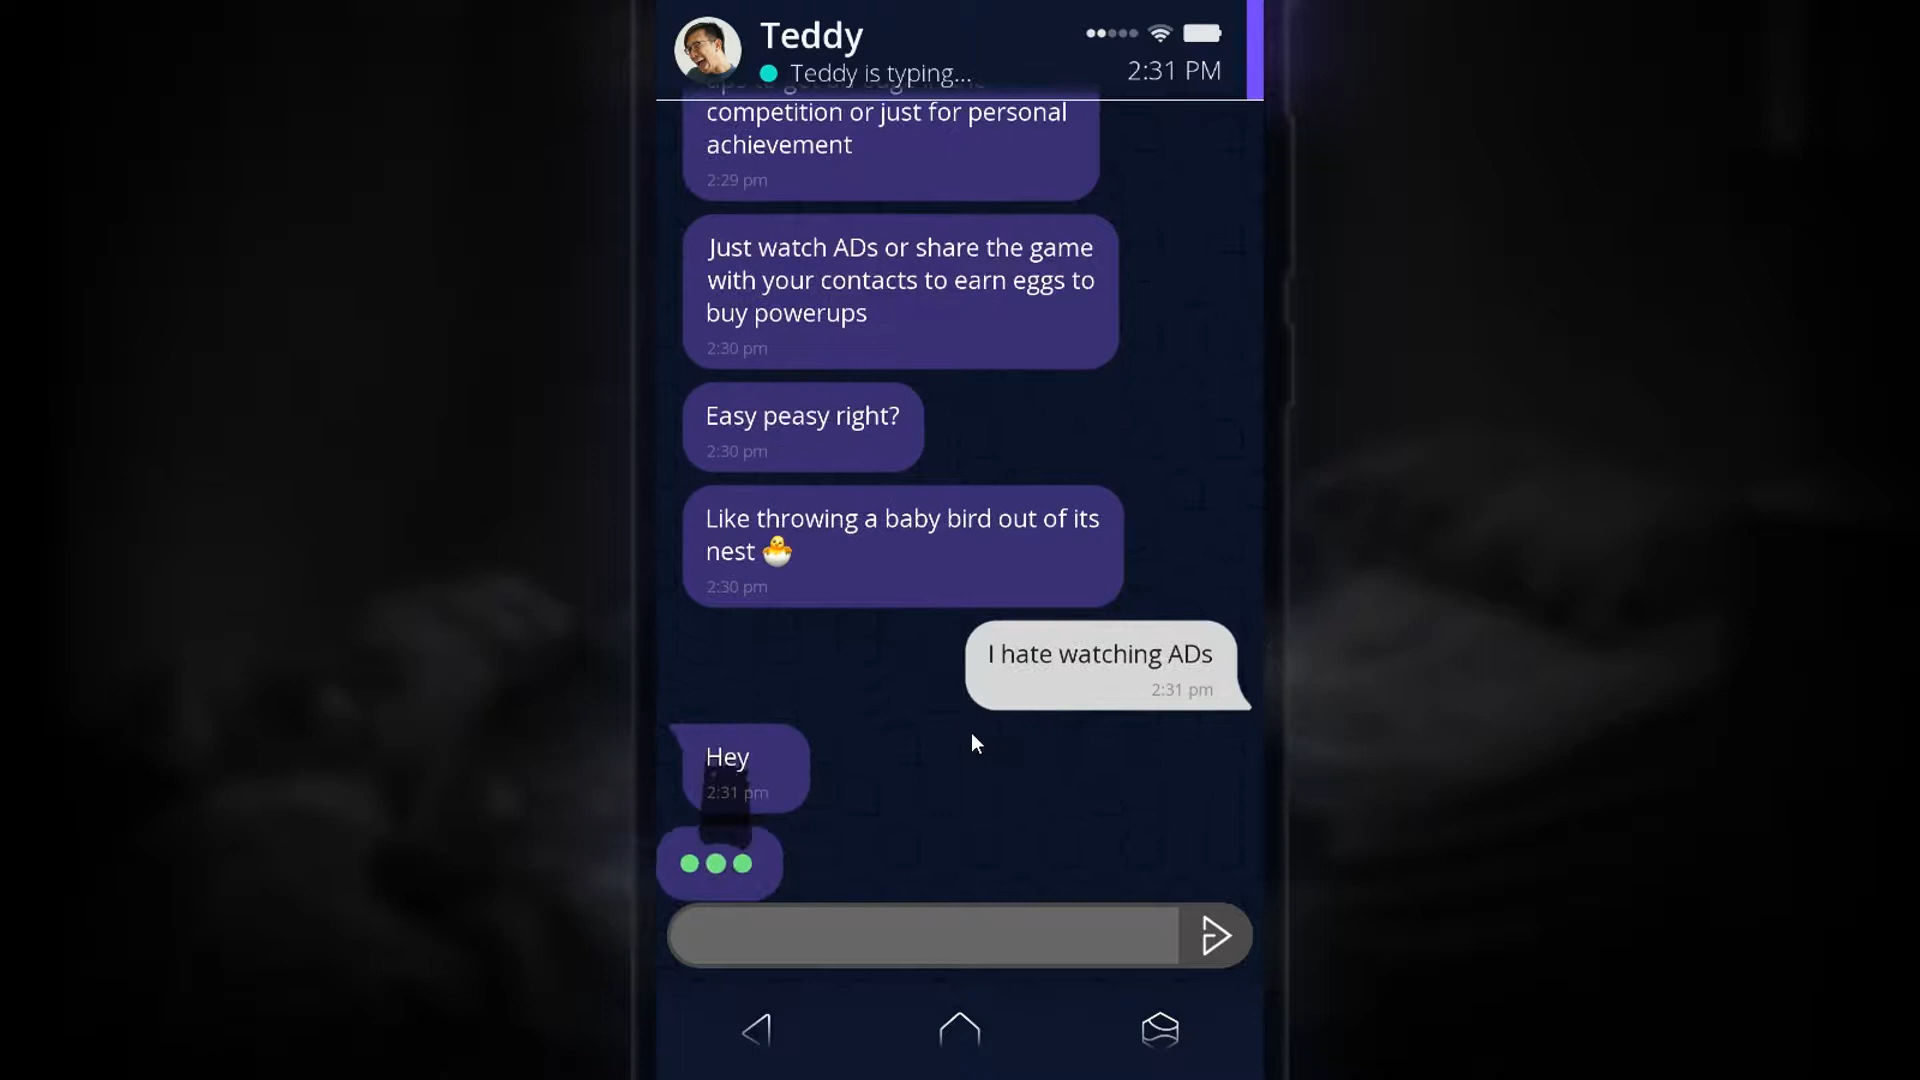 Teddy
Teddy is typing...
2:31 PM
competition or just for personal
achievement
2:29 pm
Just watch ADs or share the game
with your contacts to earn eggs to
buy powerups
2:30 pm
Easy peasy right?
2:30 pm
Like throwing a baby bird out of its
nest 🐣
2:30 pm
I hate watching ADs
2:31 pm
Hey
2:31 pm